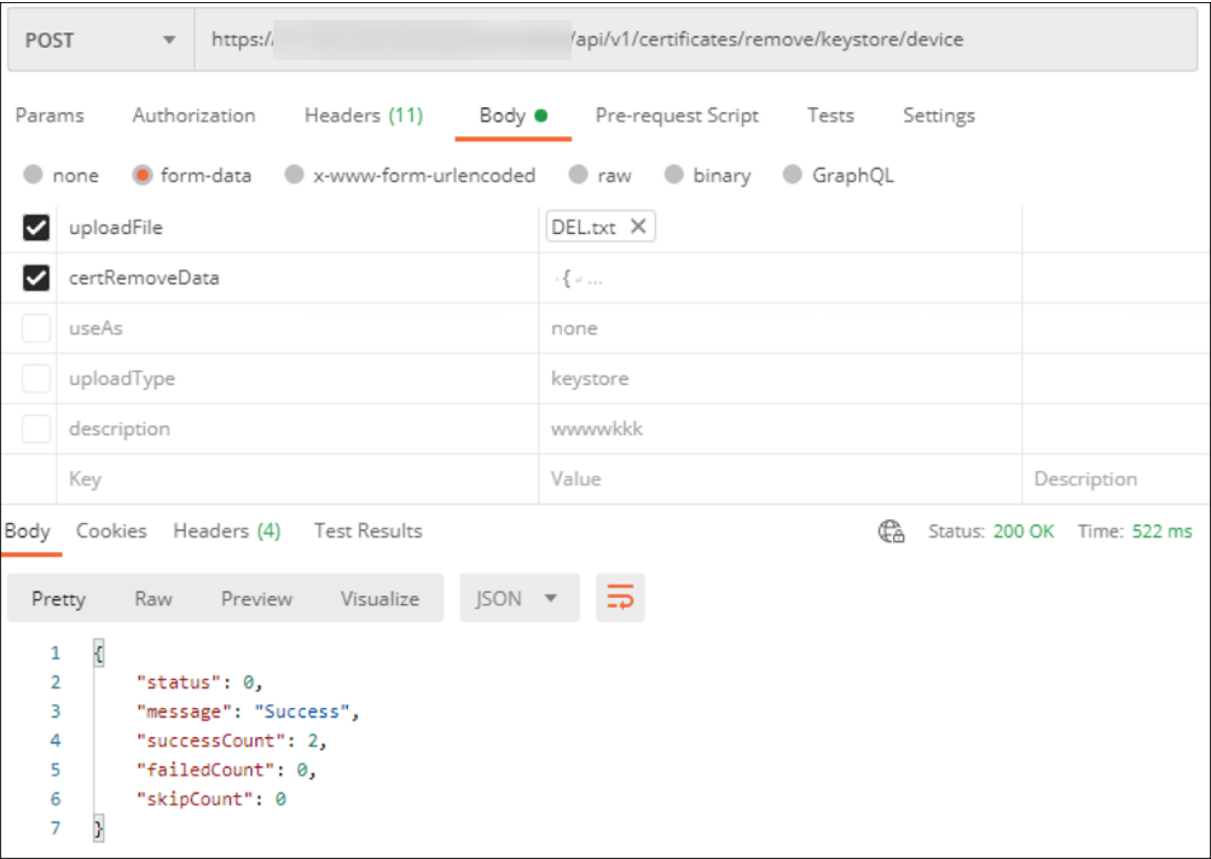 POST https:/ /api/v1/certificates/remove/keystore/device
Params Authorization Headers (11) Body Pre-request Script Tests Settings
none form-data x-www-form-urlencoded raw binary GraphQL
uploadFile DEL.txt
certRemoveData { ...
useAs none
uploadType keystore
description wwwwkkk
Key Value Description
Body Cookies Headers (4) Test Results Status: 200 OK Time: 522 ms
Pretty Raw Preview Visualize JSON
1 {
2 "status": 0,
3 "message": "Success",
4 "successCount": 2,
5 "failedCount": 0,
6 "skipCount": 0
7 }